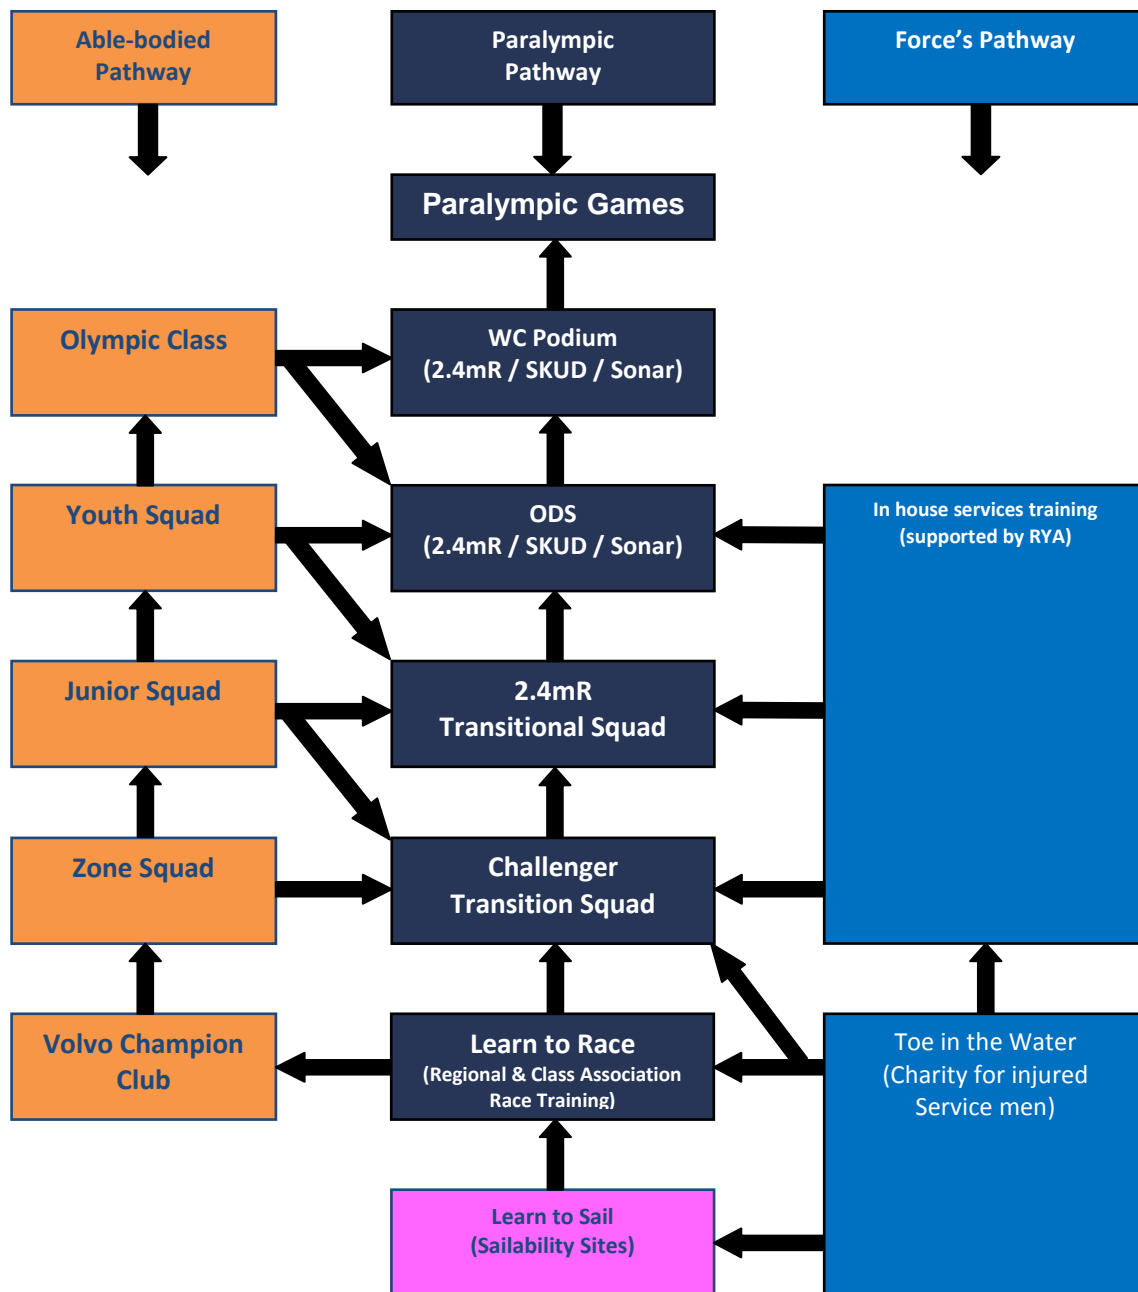 Able-bodied
Pathway
Paralympic
Pathway
Force's Pathway
Paralympic Games
Olympic Class
WC Podium
(2.4mR / SKUD / Sonar)
Youth Squad
ODS
(2.4mR / SKUD / Sonar)
In house services training
(supported by RYA)
Junior Squad
2.4mR
Transitional Squad
Zone Squad
Challenger
Transition Squad
Volvo Champion
Club
Learn to Race
(Regional & Class Association
Race Training)
Toe in the Water
(Charity for injured
Service men)
Learn to Sail
(Sailability Sites)